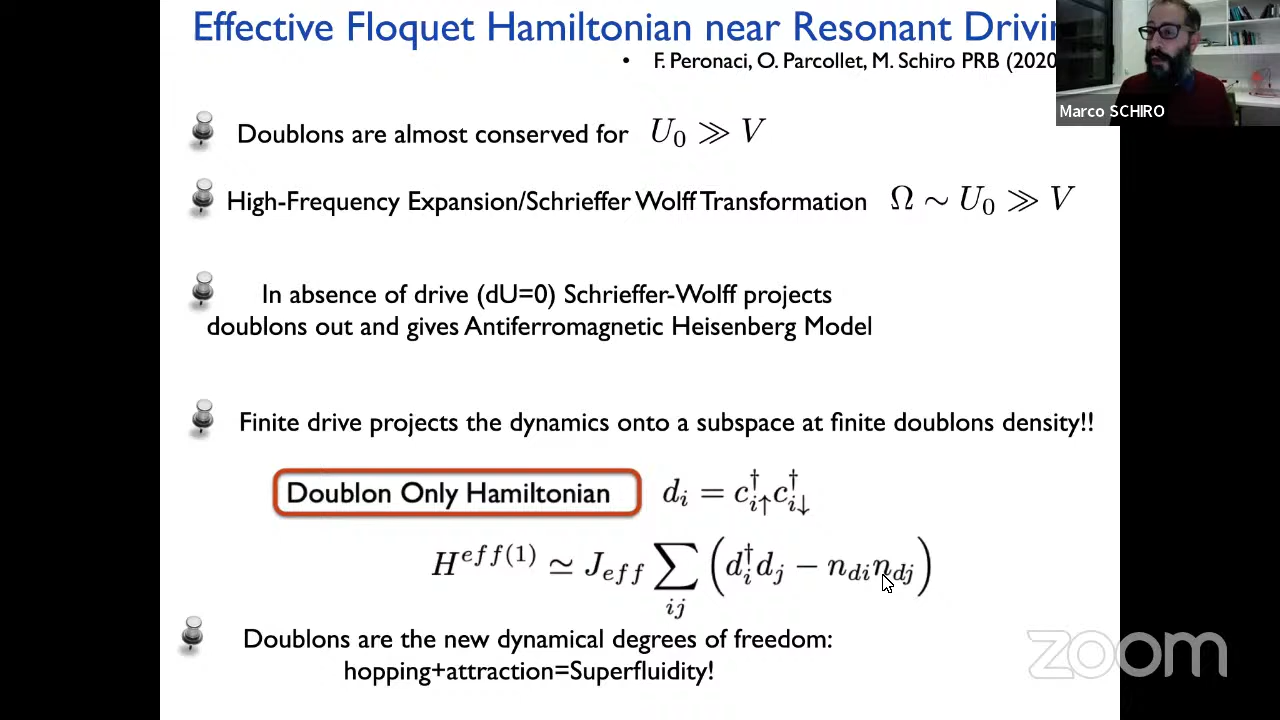 Effective Floquet Hamiltonian near Resonant Drivin
• F. Peronaci, O. Parcollet, M. Schiro PRB (2020
Marco SCHIRO
Doublons are almost conserved for U₀ ≫ V
High-Frequency Expansion/Schrieffer Wolff Transformation Ω ∼ U₀ ≫ V
In absence of drive (dU=0) Schrieffer-Wolff projects
doublons out and gives Antiferromagnetic Heisenberg Model
Finite drive projects the dynamics onto a subspace at finite doublons density!!
Doublon Only Hamiltonian d_i = c†_{i↑} c†_{i↓}
H^{eff(1)} ≃ J_{eff} ∑_{ij} (d†_i d_j − n_{di} n_{dj})
Doublons are the new dynamical degrees of freedom:
hopping+attraction=Superfluidity!
zoom